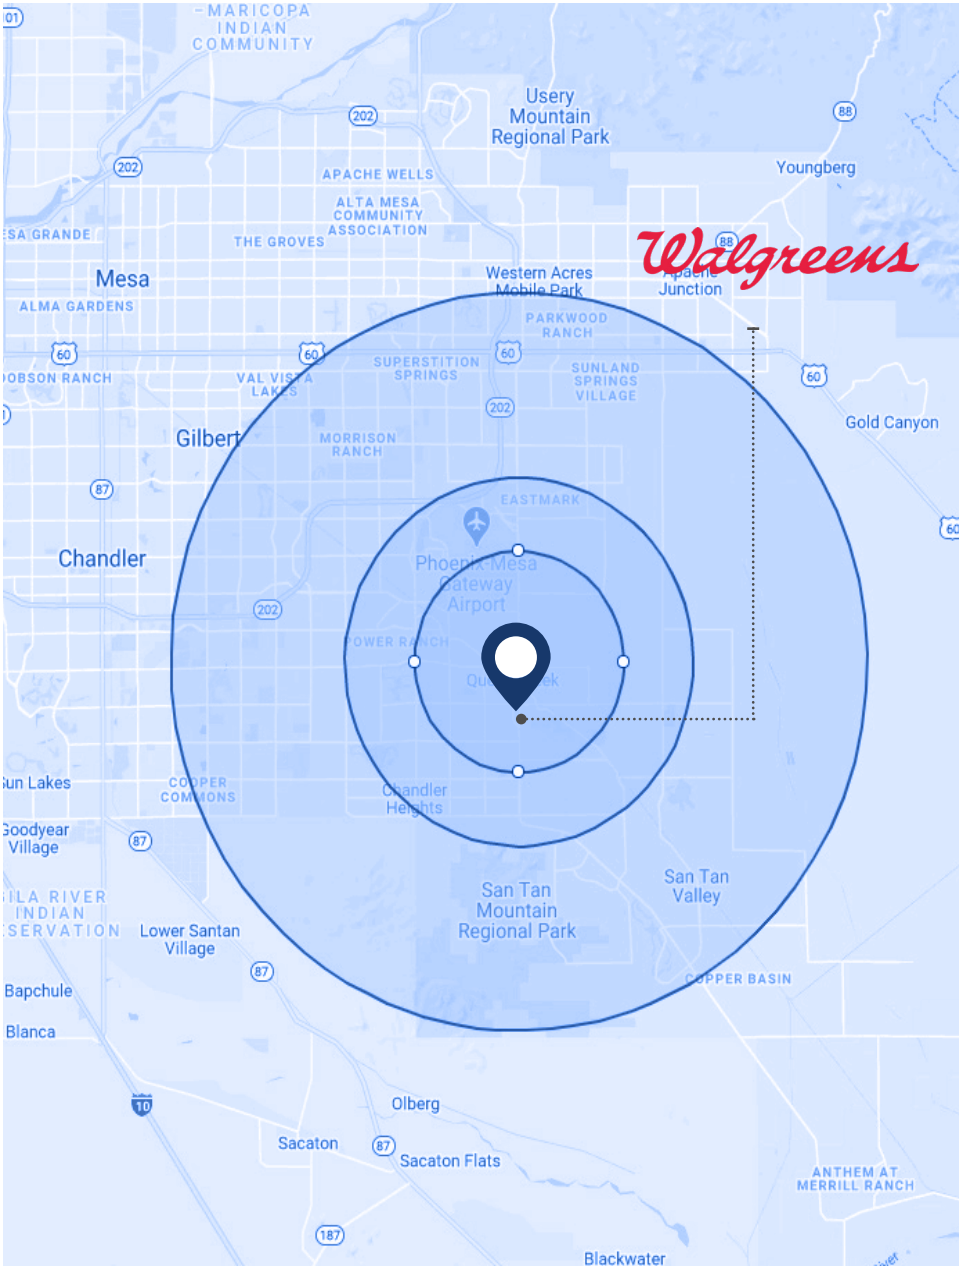 101
~MARICOPA
INDIAN
COMMUNITY
202
Usery
Mountain
Regional Park
88
202
APACHE WELLS
Youngberg
ALTA MESA
COMMUNITY
ASSOCIATION
ESA GRANDE
THE GROVES
88
Walgreens
Mesa
Western Acres
Mobile Park
Apache
Junction
ALMA GARDENS
PARKWOOD
RANCH
60
60
60
SUPERSTITION
SPRINGS
SUNLAND
SPRINGS
VILLAGE
60
DOBSON RANCH
VAL VISTA
LAKES
202
Gold Canyon
Gilbert
MORRISON
RANCH
87
EASTMARK
60
Chandler
Phoenix-Mesa
Gateway
Airport
202
POWER RANCH
Queen Creek
Sun Lakes
COOPER
COMMONS
Chandler
Heights
Goodyear
Village
87
San Tan
Valley
San Tan
Mountain
Regional Park
GILA RIVER
INDIAN
ESERVATION
Lower Santan
Village
87
COPPER BASIN
Bapchule
Blanca
10
Olberg
Sacaton
87
Sacaton Flats
ANTHEM AT
MERRILL RANCH
187
Blackwater
River